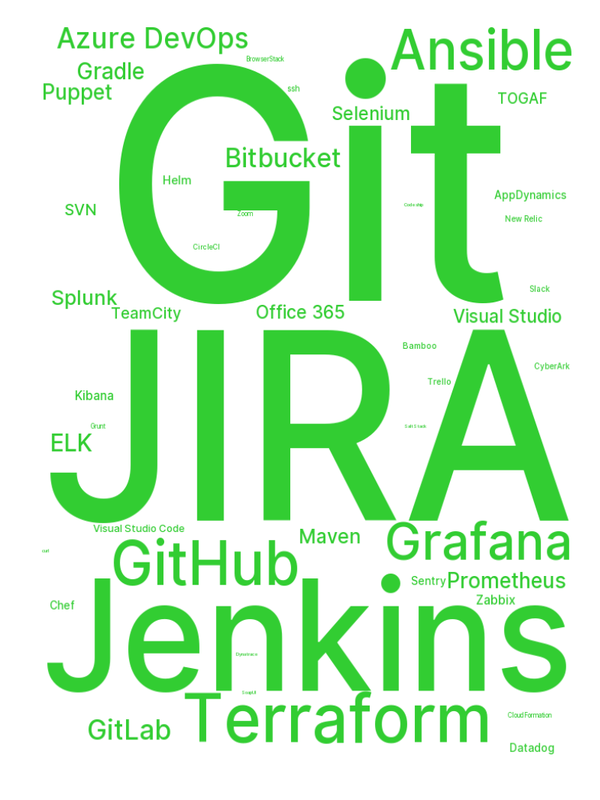 Azure DevOps
Ansible
BrowserStack
Gradle
ssh
Puppet
TOGAF
Selenium
Git
Bitbucket
Helm
AppDynamics
SVN
Zoom
New Relic
CircleCI
Slack
Splunk
TeamCity
Office 365
Visual Studio
Bamboo
CyberArk
Trello
Kibana
JIRA
Grunt
ELK
Visual Studio Code
Maven
Grafana
GitHub
Sentry
Prometheus
Chef
Zabbix
Jenkins
Dynatrace
Terraform
CloudFormation
GitLab
Datadog